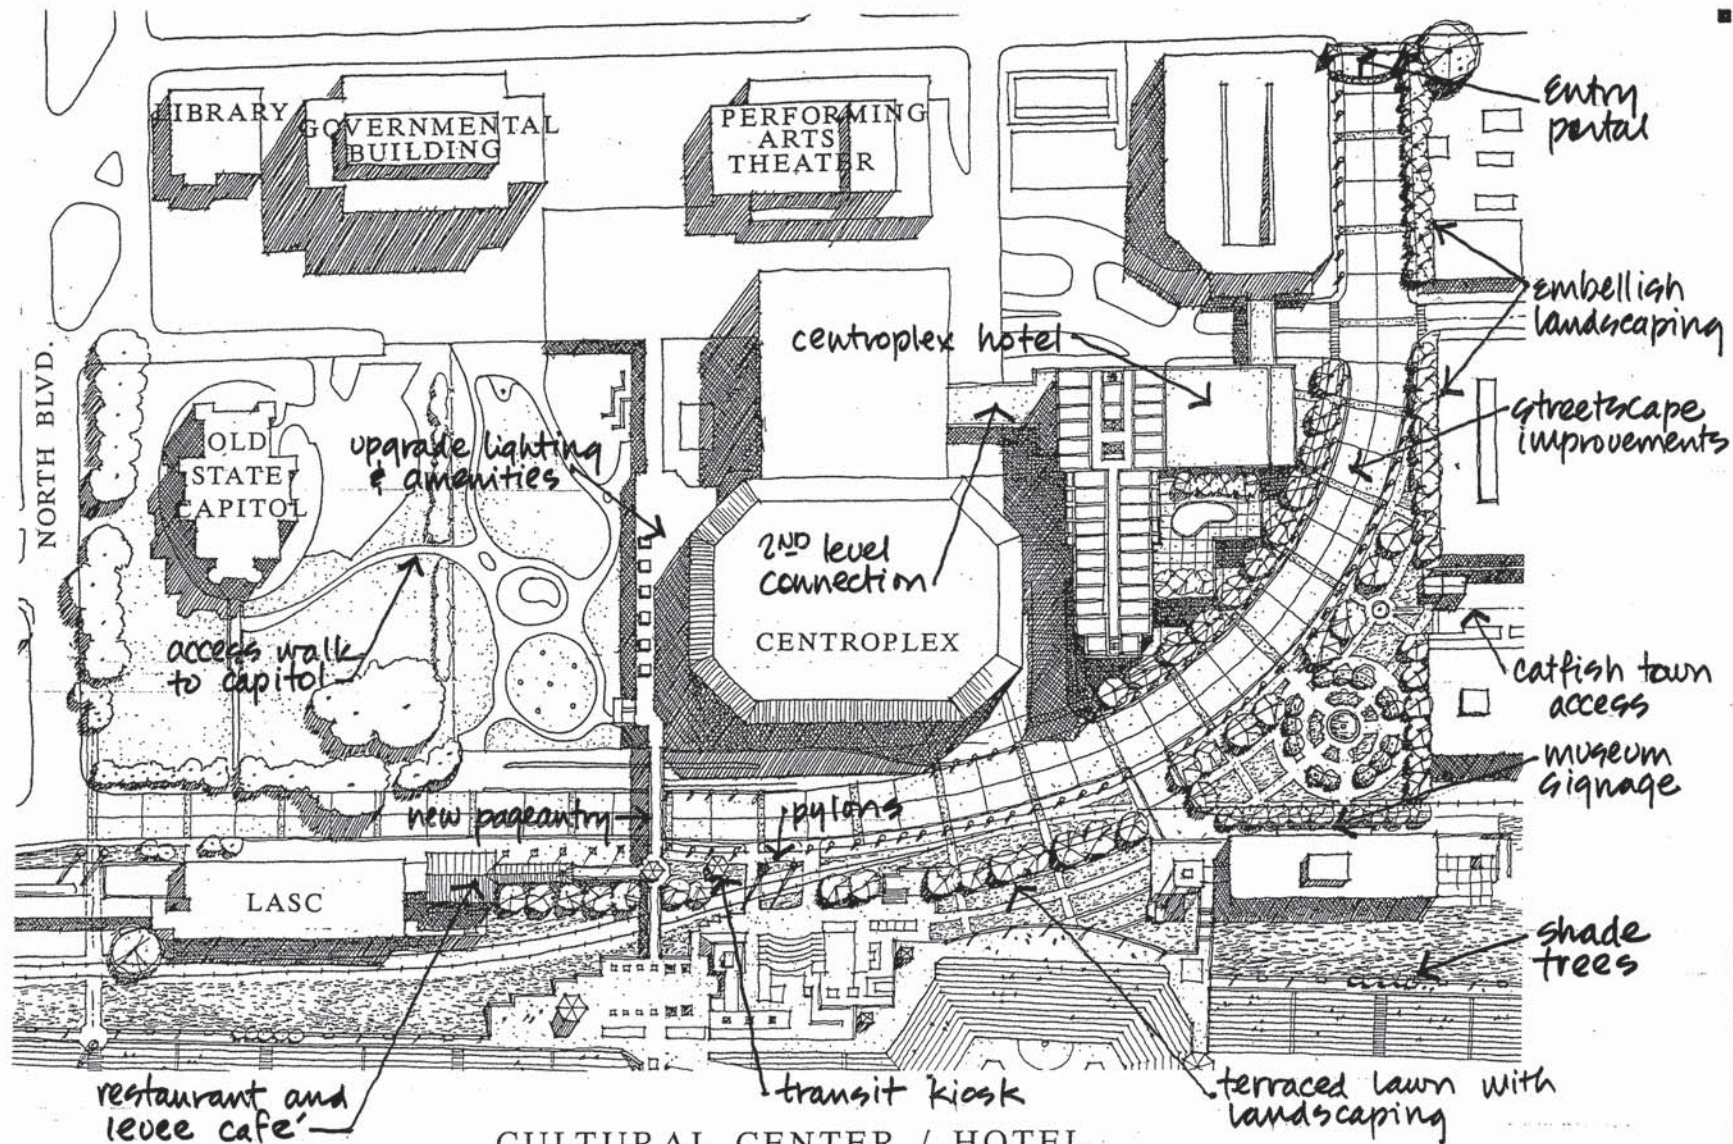 LIBRARY
GOVERNMENTAL
BUILDING
PERFORMING
ARTS
THEATER
entry
portal
embellish
landscaping
centroplex hotel
streetscape
improvements
NORTH BLVD.
OLD
STATE
CAPITOL
upgrade lighting
& amenities
2ND level
connection
CENTROPLEX
access walk
to capitol
catfish town
access
museum
signage
new pageantry
pylons
LASC
shade
trees
restaurant and
levee café
transit kiosk
terraced lawn with
landscaping
CULTURAL CENTER / HOTEL